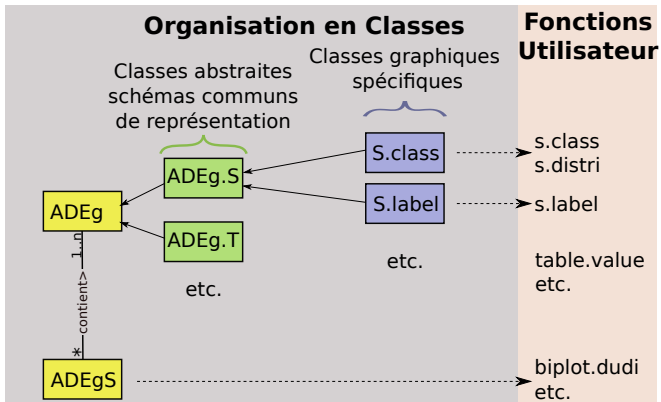 Organisation en Classes
Fonctions
Utilisateur
Classes abstraites
schémas communs
de représentation
Classes graphiques
spécifiques
S.class
s.class
s.distri
ADEg.S
S.label
s.label
ADEg
ADEg.T
1..n
etc.
etc.
table.value
etc.
contient>
*
ADEgS
biplot.dudi
etc.